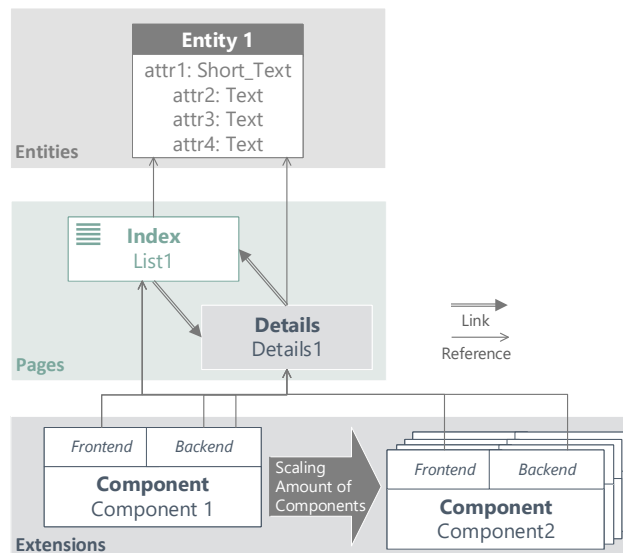 Entity 1
attr1: Short_Text
attr2: Text
attr3: Text
attr4: Text
Entities
Index
List1
Details
Details1
Pages
Link
Reference
Frontend
Backend
Component
Component 1
Scaling
Amount of
Components
Frontend
Backend
Component
Component2
Extensions